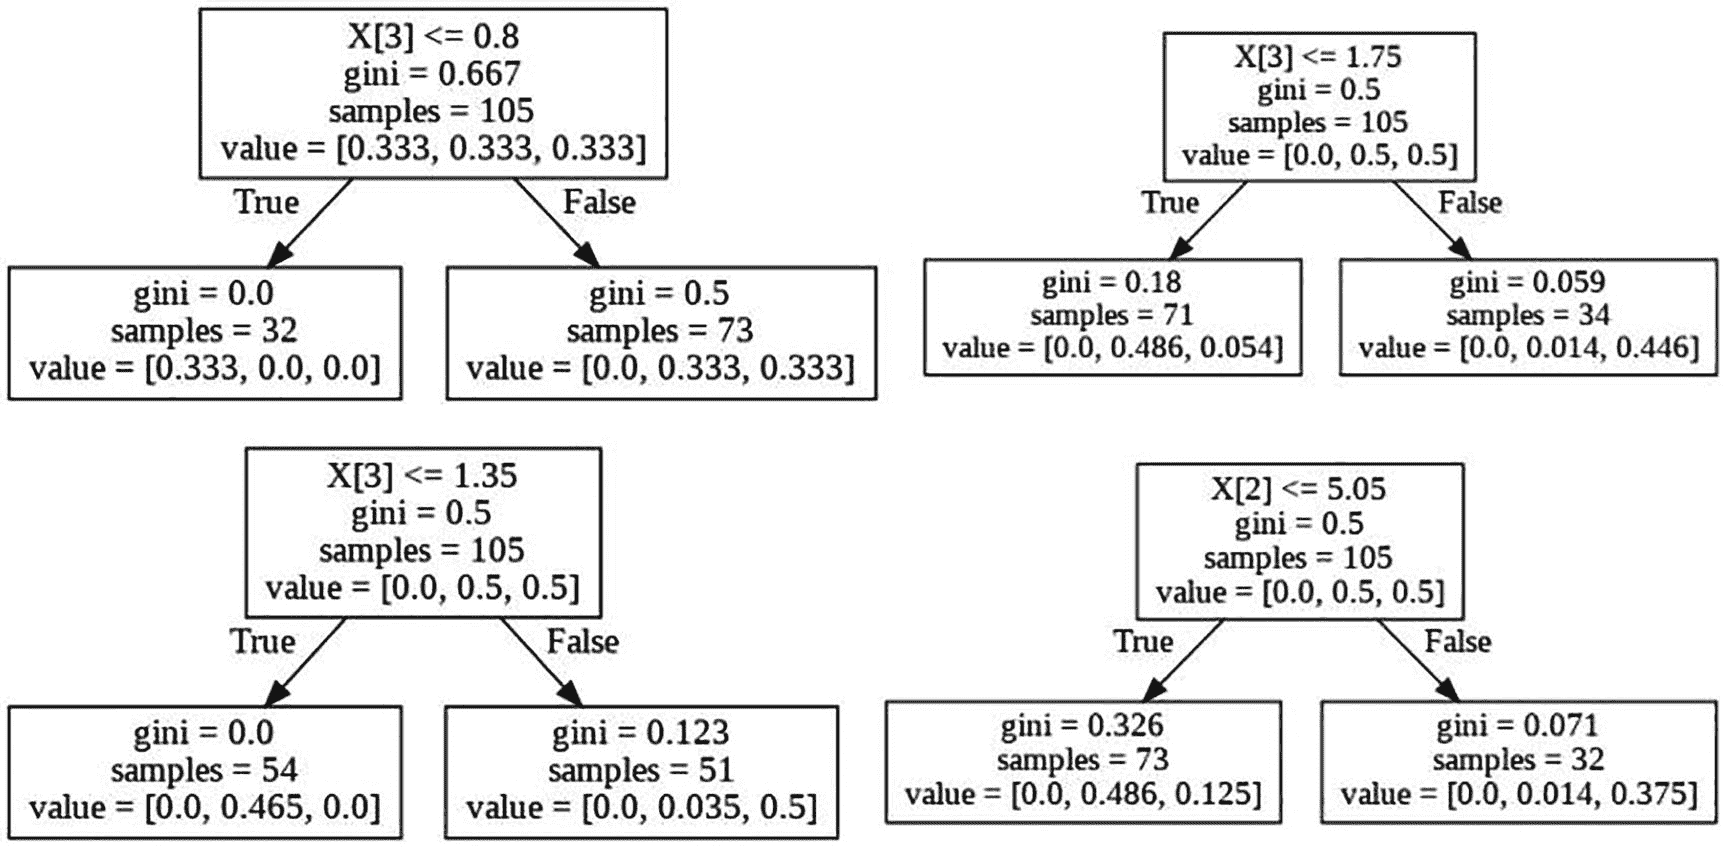 X[3] <= 0.8
gini = 0.667
samples = 105
value = [0.333, 0.333, 0.333]
True
False
gini = 0.0
samples = 32
value = [0.333, 0.0, 0.0]
gini = 0.5
samples = 73
value = [0.0, 0.333, 0.333]
X[3] <= 1.75
gini = 0.5
samples = 105
value = [0.0, 0.5, 0.5]
True
False
gini = 0.18
samples = 71
value = [0.0, 0.486, 0.054]
gini = 0.059
samples = 34
value = [0.0, 0.014, 0.446]
X[3] <= 1.35
gini = 0.5
samples = 105
value = [0.0, 0.5, 0.5]
True
False
gini = 0.0
samples = 54
value = [0.0, 0.465, 0.0]
gini = 0.123
samples = 51
value = [0.0, 0.035, 0.5]
X[2] <= 5.05
gini = 0.5
samples = 105
value = [0.0, 0.5, 0.5]
True
False
gini = 0.326
samples = 73
value = [0.0, 0.486, 0.125]
gini = 0.071
samples = 32
value = [0.0, 0.014, 0.375]